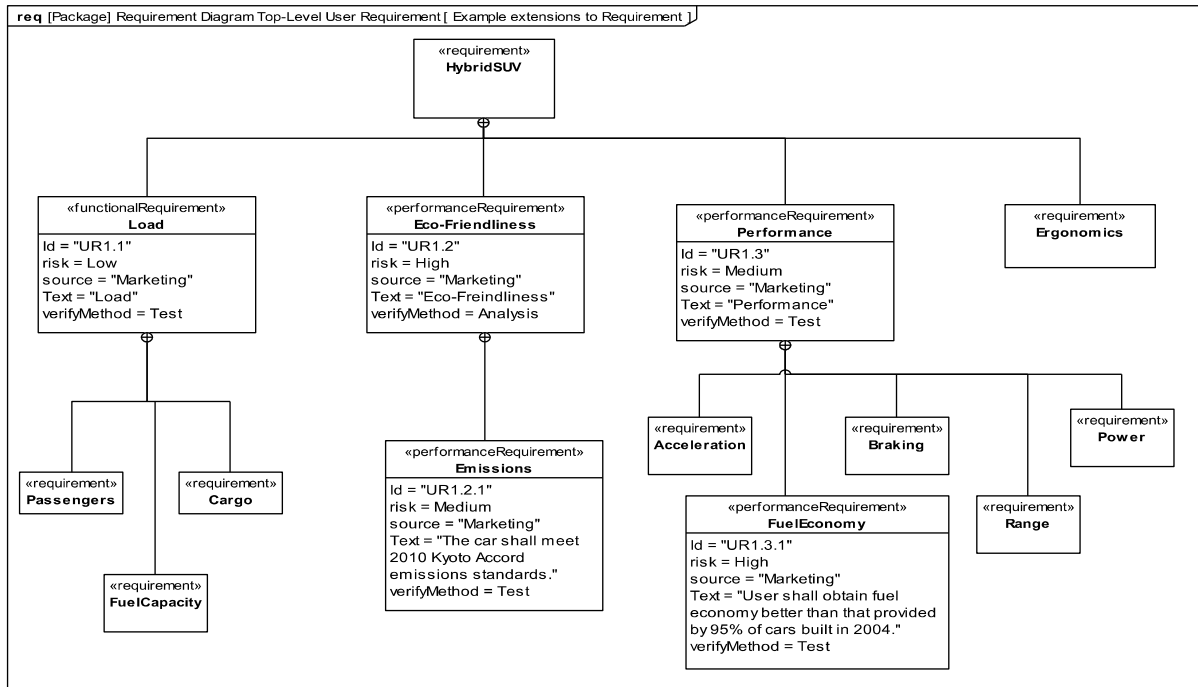 req [Package] Requirement Diagram Top-Level User Requirement [ Example extensions to Requirement ]
«requirement»
HybridSUV
«functionalRequirement»
Load
Id = "UR1.1"
risk = Low
source = "Marketing"
Text = "Load"
verifyMethod = Test
«performanceRequirement»
Eco-Friendliness
Id = "UR1.2"
risk = High
source = "Marketing"
Text = "Eco-Freindliness"
verifyMethod = Analysis
«performanceRequirement»
Performance
Id = "UR1.3"
risk = Medium
source = "Marketing"
Text = "Performance"
verifyMethod = Test
«requirement»
Ergonomics
«requirement»
Passengers
«requirement»
FuelCapacity
«requirement»
Cargo
«performanceRequirement»
Emissions
Id = "UR1.2.1"
risk = Medium
source = "Marketing"
Text = "The car shall meet
2010 Kyoto Accord
emissions standards."
verifyMethod = Test
«requirement»
Acceleration
«requirement»
Braking
«requirement»
Power
«performanceRequirement»
FuelEconomy
Id = "UR1.3.1"
risk = High
source = "Marketing"
Text = "User shall obtain fuel
economy better than that provided
by 95% of cars built in 2004."
verifyMethod = Test
«requirement»
Range